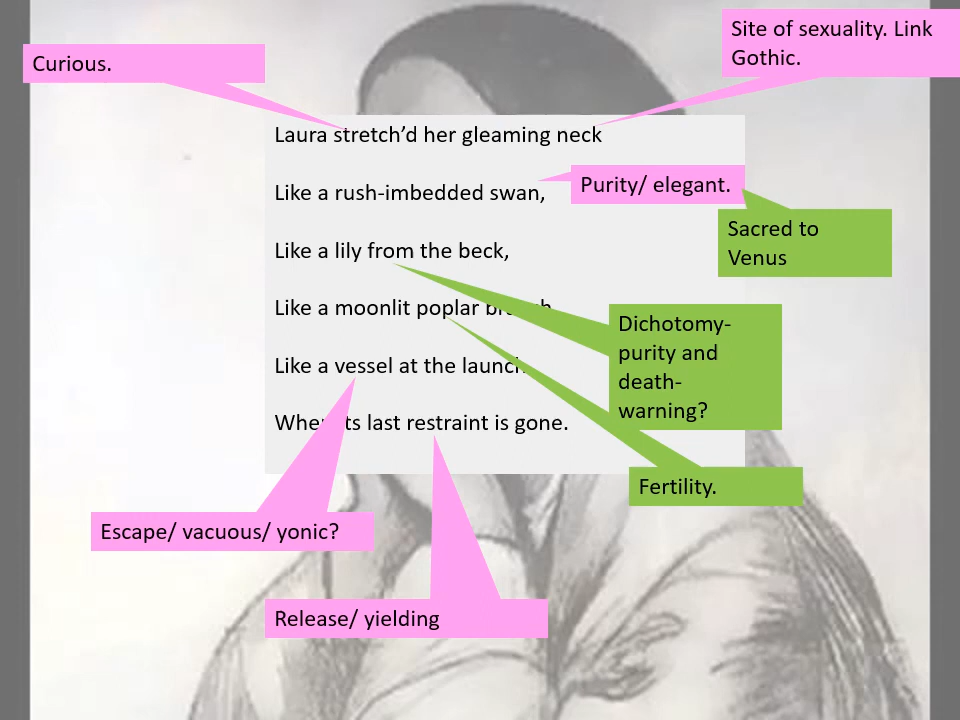 Site of sexuality. Link
Gothic.
Curious.
Laura stretch’d her gleaming neck
Purity/ elegant.
Like a rush-imbedded swan,
Sacred to
Venus
Like a lily from the beck,
Like a moonlit poplar
Dichotomy-
purity and
death-
warning?
Like a vessel at the launch
its last restraint is gone.
Fertility.
Escape/ vacuous/ yonic?
Release/ yielding